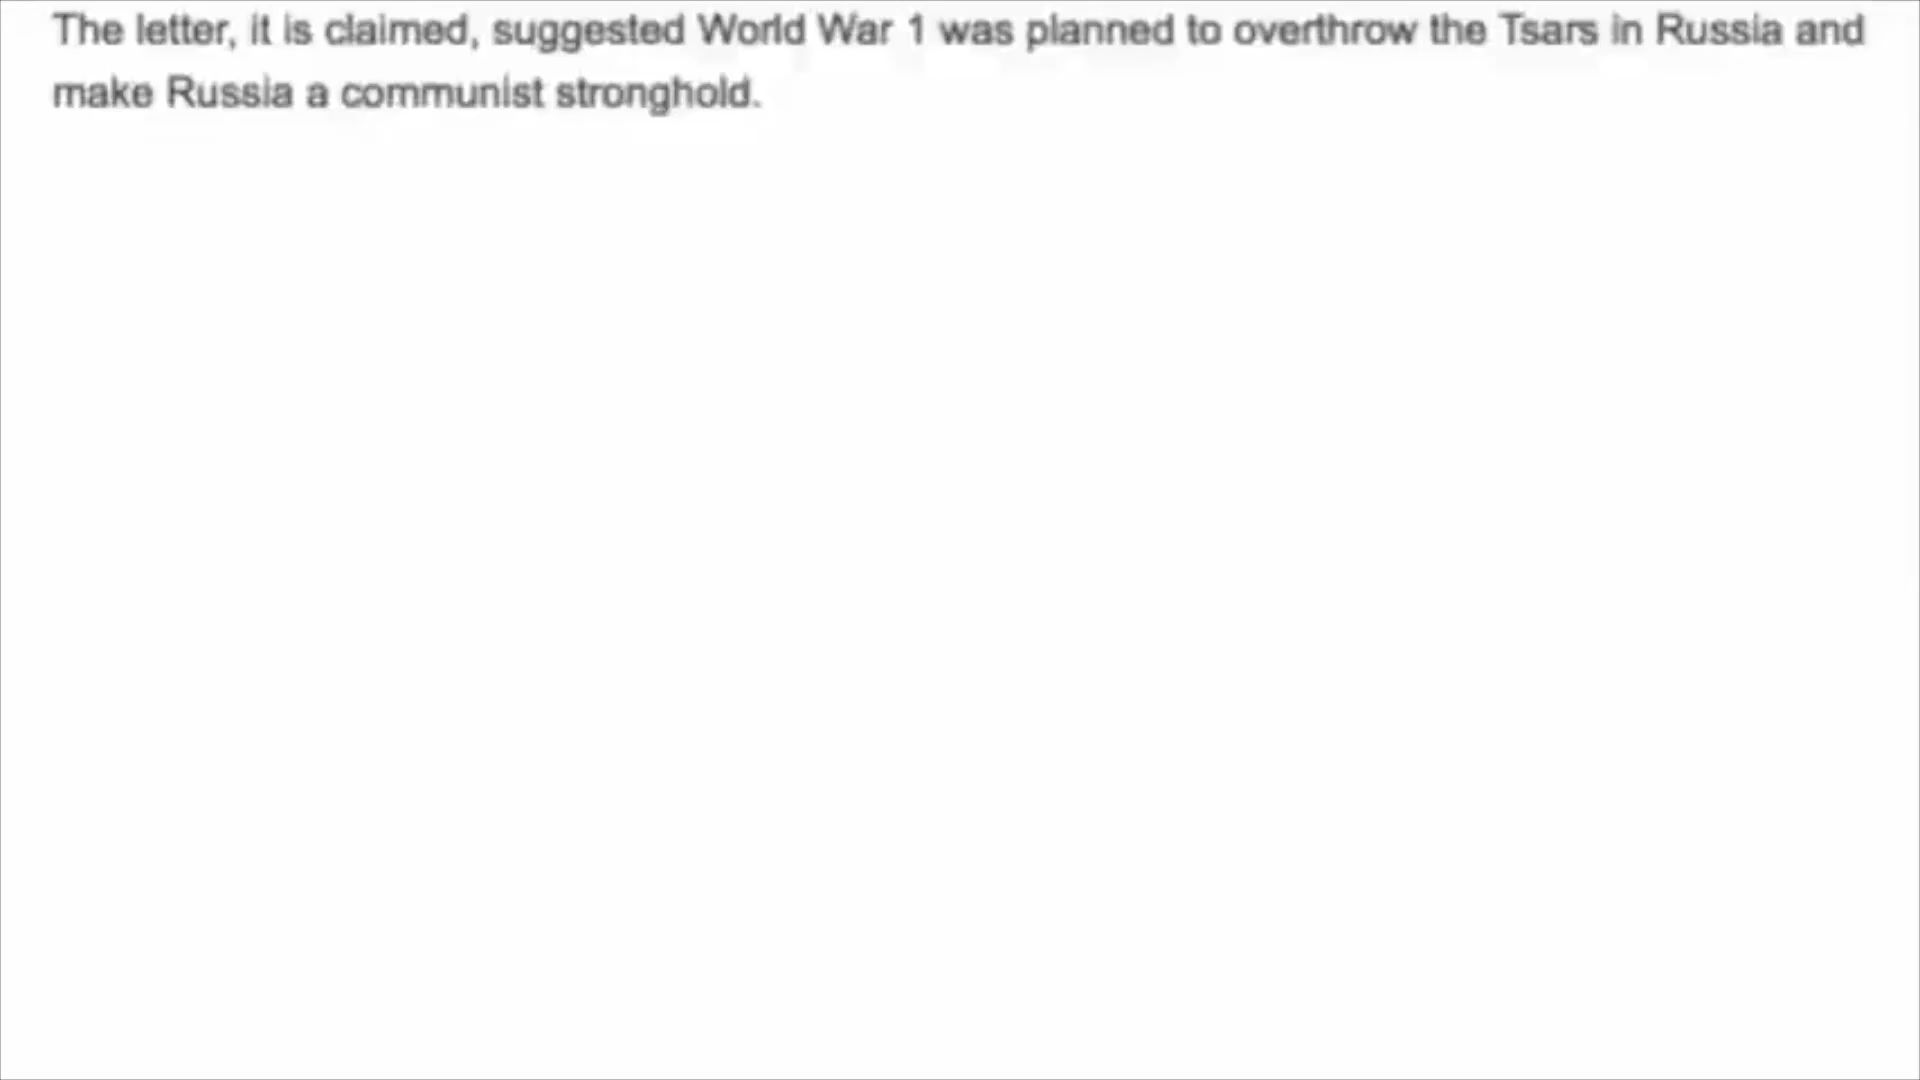 The letter, it is claimed, suggested World War 1 was planned to overthrow the Tsars in Russia and
make Russia a communist stronghold.